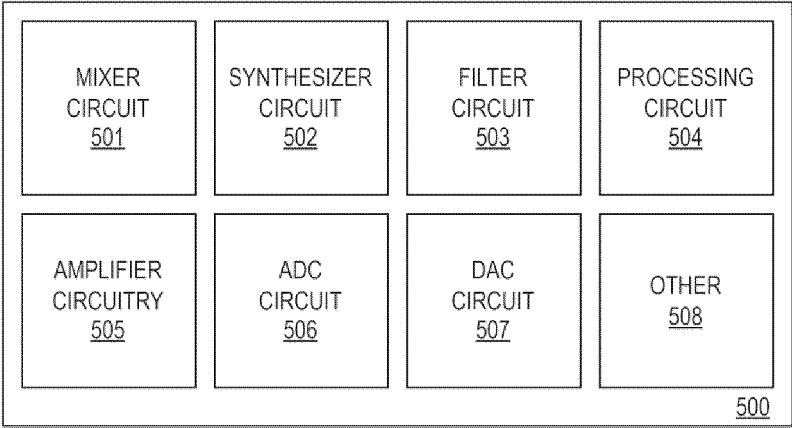 MIXER
CIRCUIT
501
SYNTHESIZER
CIRCUIT
502
FILTER
CIRCUIT
503
PROCESSING
CIRCUIT
504
AMPLIFIER
CIRCUITRY
505
ADC
CIRCUIT
506
DAC
CIRCUIT
507
OTHER
508
500